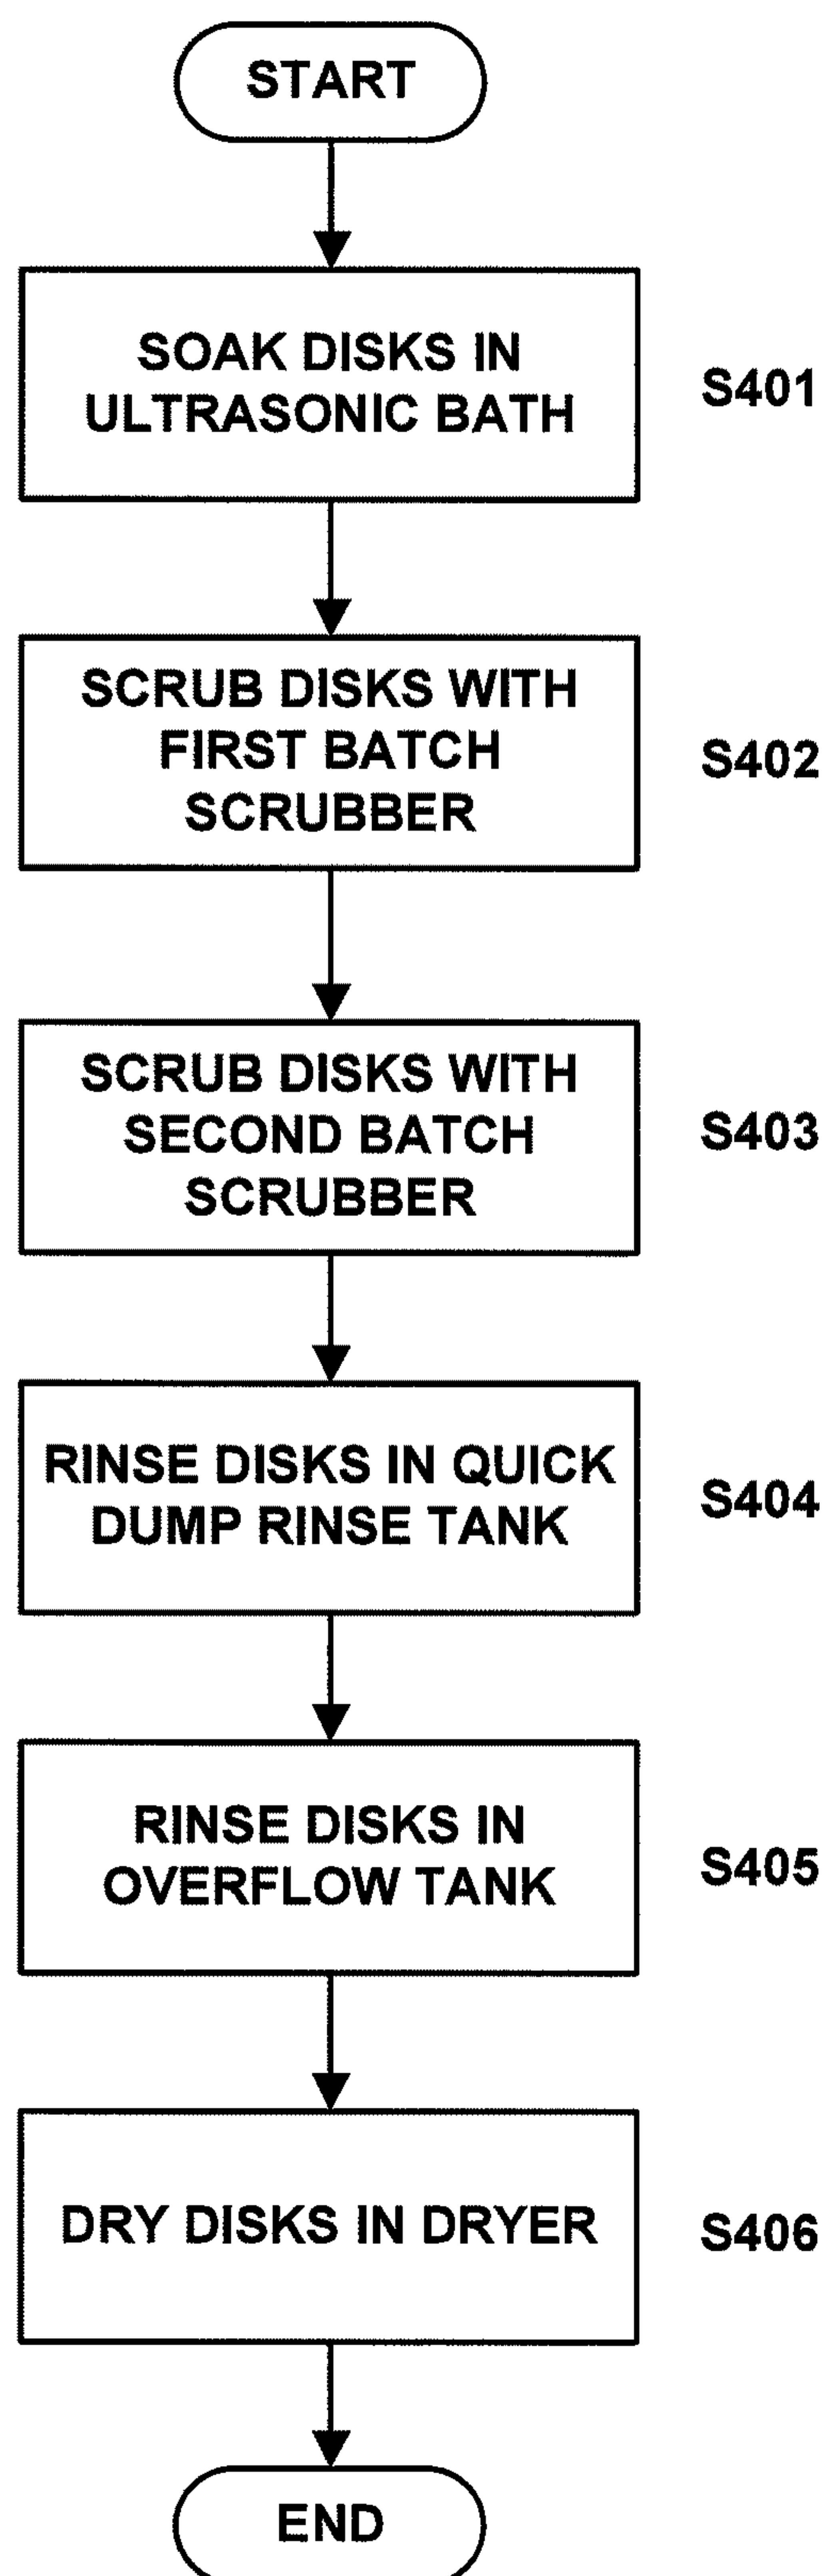 START
SOAK DISKS IN
ULTRASONIC BATH
S401
SCRUB DISKS WITH
FIRST BATCH
SCRUBBER
S402
SCRUB DISKS WITH
SECOND BATCH
SCRUBBER
S403
RINSE DISKS IN QUICK
DUMP RINSE TANK
S404
RINSE DISKS IN
OVERFLOW TANK
S405
DRY DISKS IN DRYER
S406
END